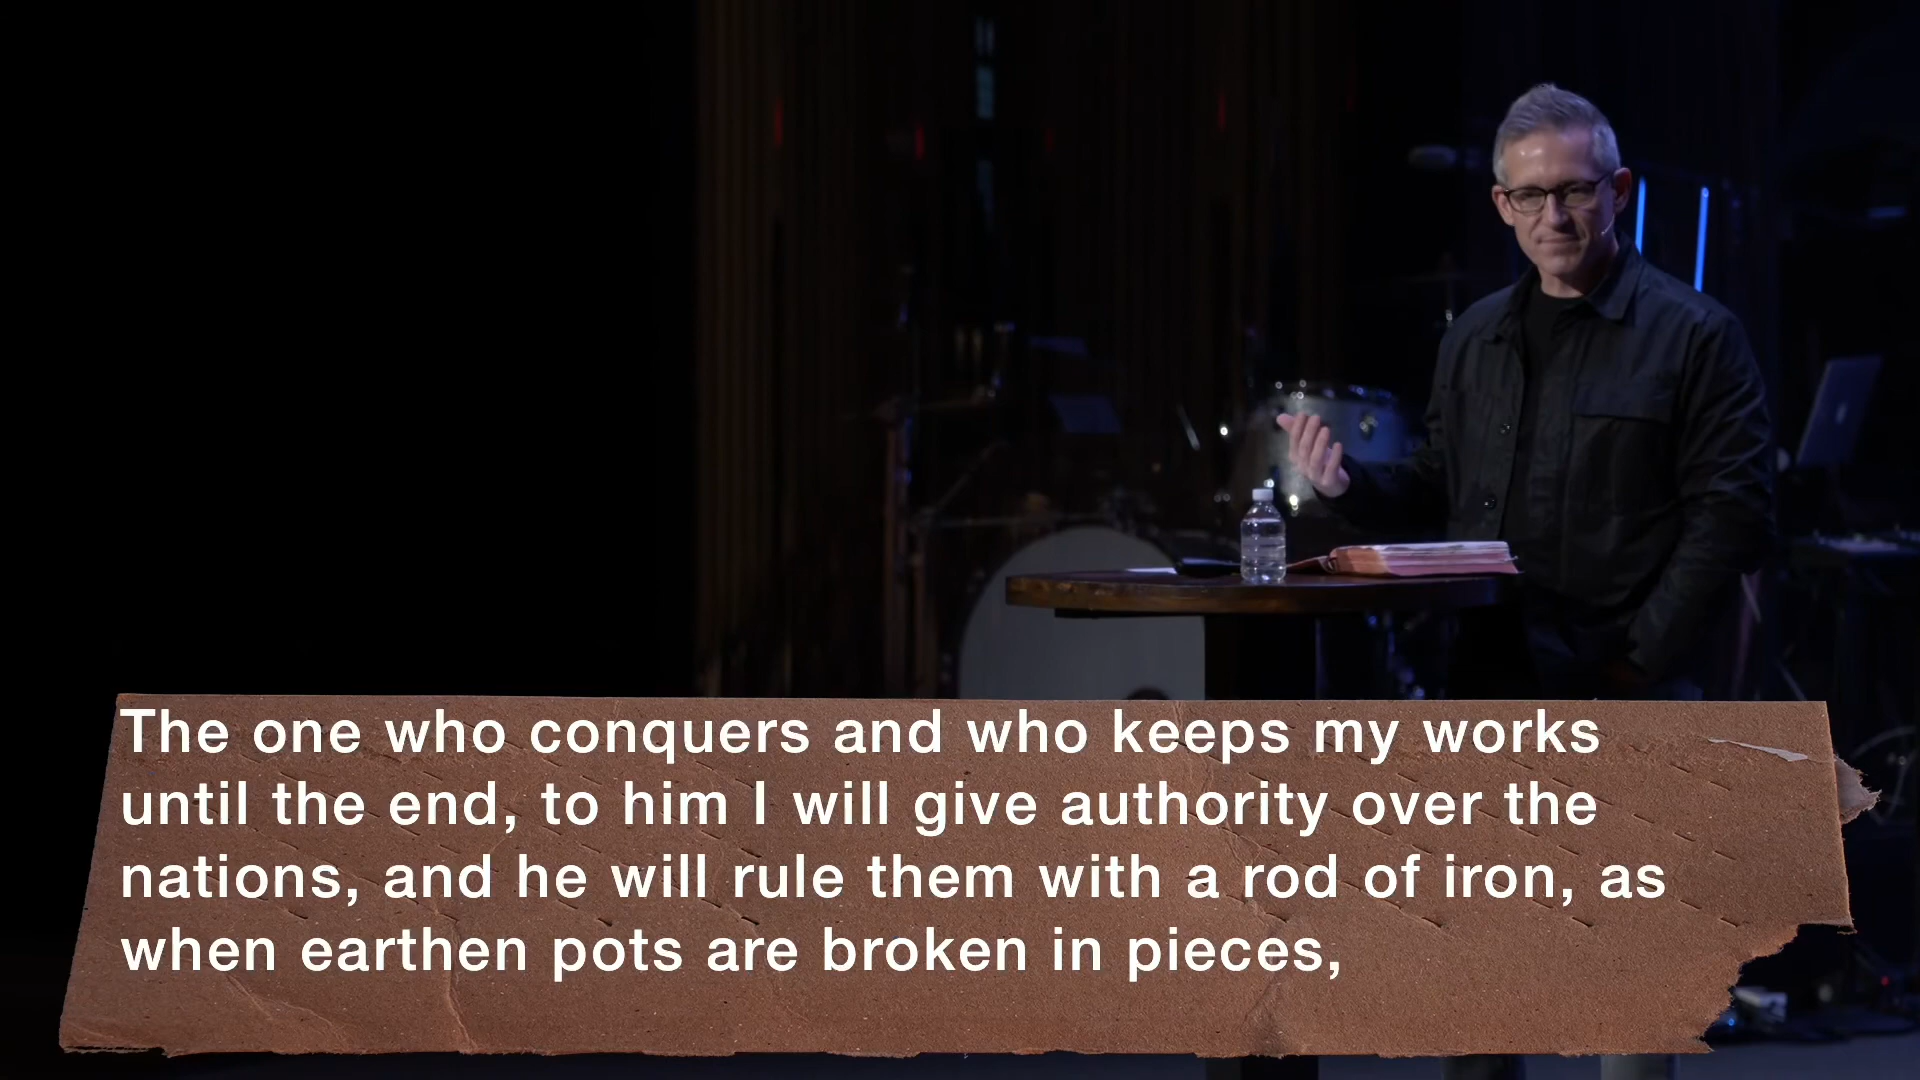 The one who conquers and who keeps my works
until the end, to him I will give authority over the
nations, and he will rule them with a rod of iron, as
when earthen pots are broken in pieces,